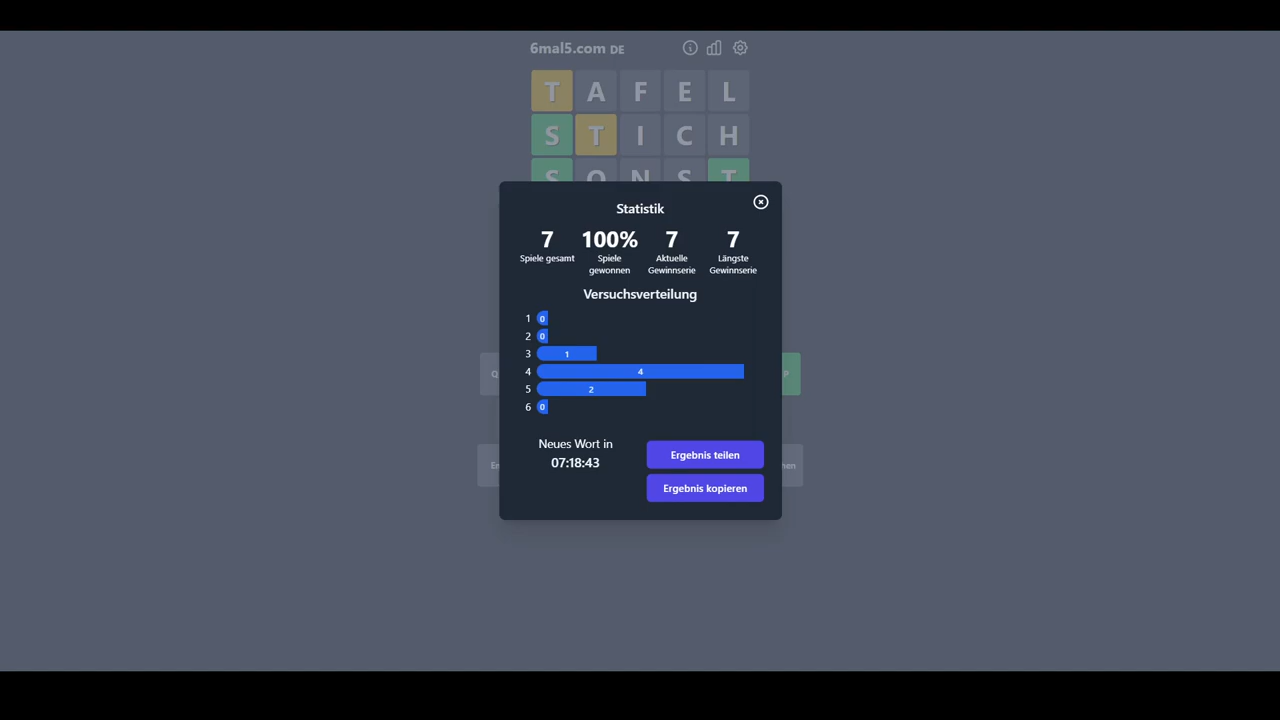 6mal5.com DE
T A F E L
S T I C H
S O N S T
Statistik
7 100% 7 7
Spiele gesamt Spiele gewonnen Aktuelle Gewinnserie Längste Gewinnserie
Versuchsverteilung
1 0
2 0
3 1
4 4
5 2
6 0
Q P
Neues Wort in
07:18:43
Ergebnis teilen
Ergebnis kopieren